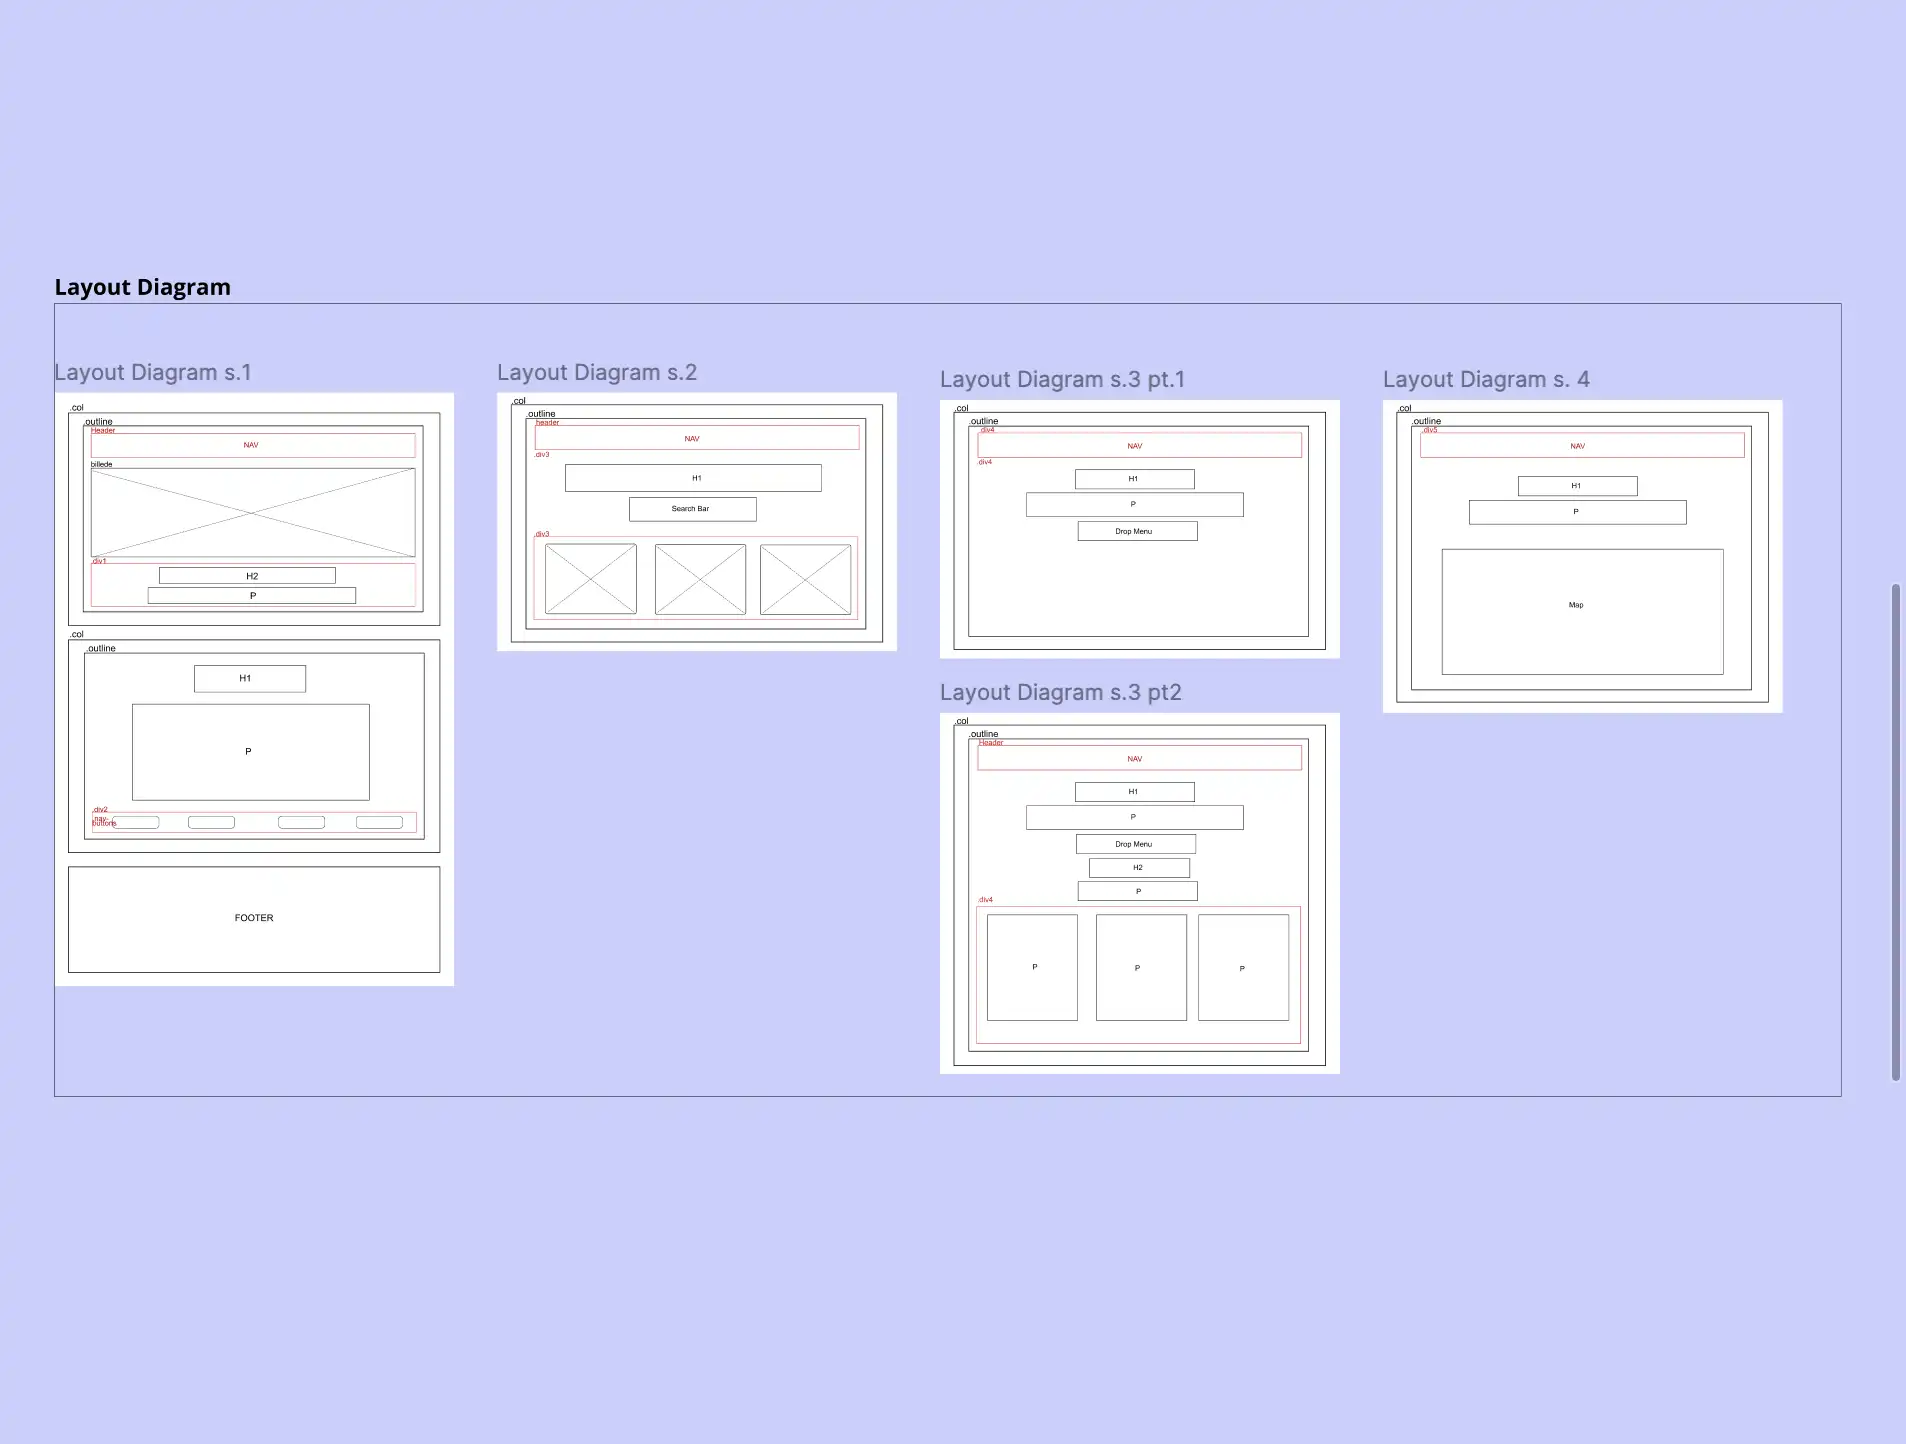 Layout Diagram
Layout Diagram s.1
.col
.outline
Header
NAV
billede
.div1
H2
P
.col
.outline
H1
P
.div2
.nav-
buttons
FOOTER
Layout Diagram s.2
.col
.outline
header
NAV
.div3
H1
Search Bar
.div3
Layout Diagram s.3 pt.1
.col
.outline
.div4
NAV
.div4
H1
P
Drop Menu
Layout Diagram s.3 pt2
.col
.outline
Header
NAV
H1
P
Drop Menu
H2
P
.div4
P
P
P
Layout Diagram s. 4
.col
.outline
.div5
NAV
H1
P
Map